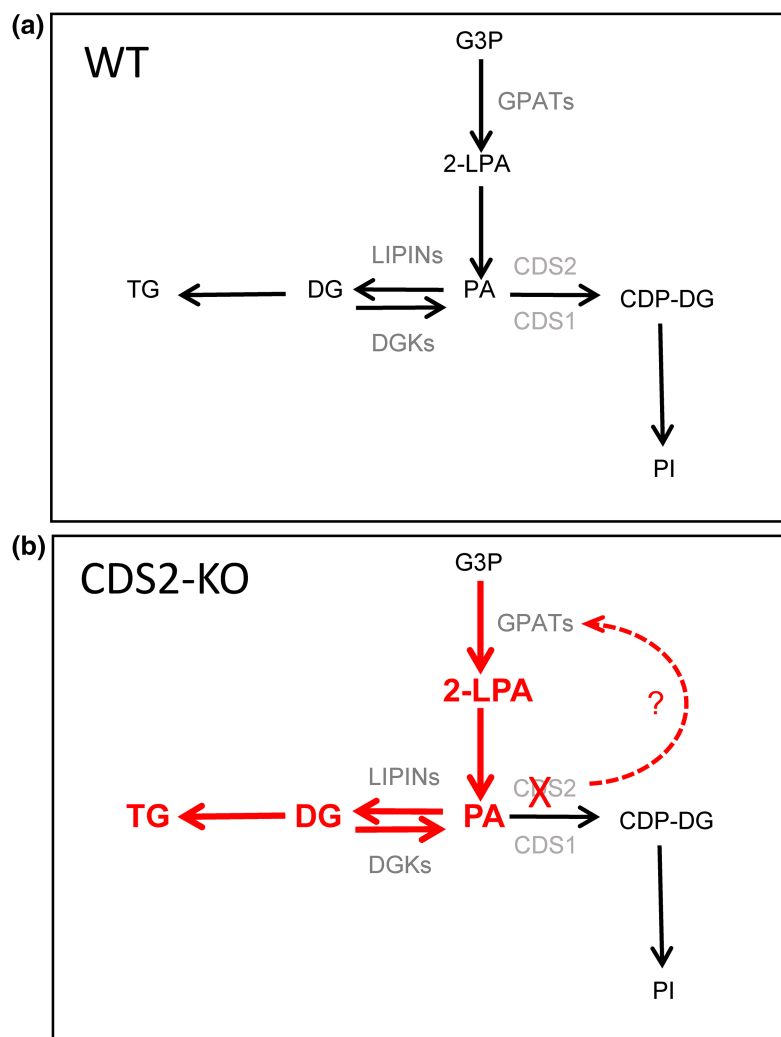 (a)
WT
G3P
GPATs
2-LPA
LIPINs
CDS2
TG
DG
PA
CDP-DG
DGKs
CDS1
PI
(b)
CDS2-KO
G3P
GPATs
2-LPA
?
LIPINs
X
CDS2
TG
DG
PA
CDP-DG
DGKs
CDS1
PI